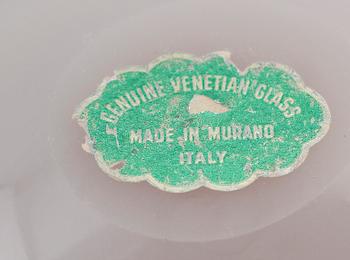 GENUINE VENETIAN GLASS
MADE IN MURANO
ITALY